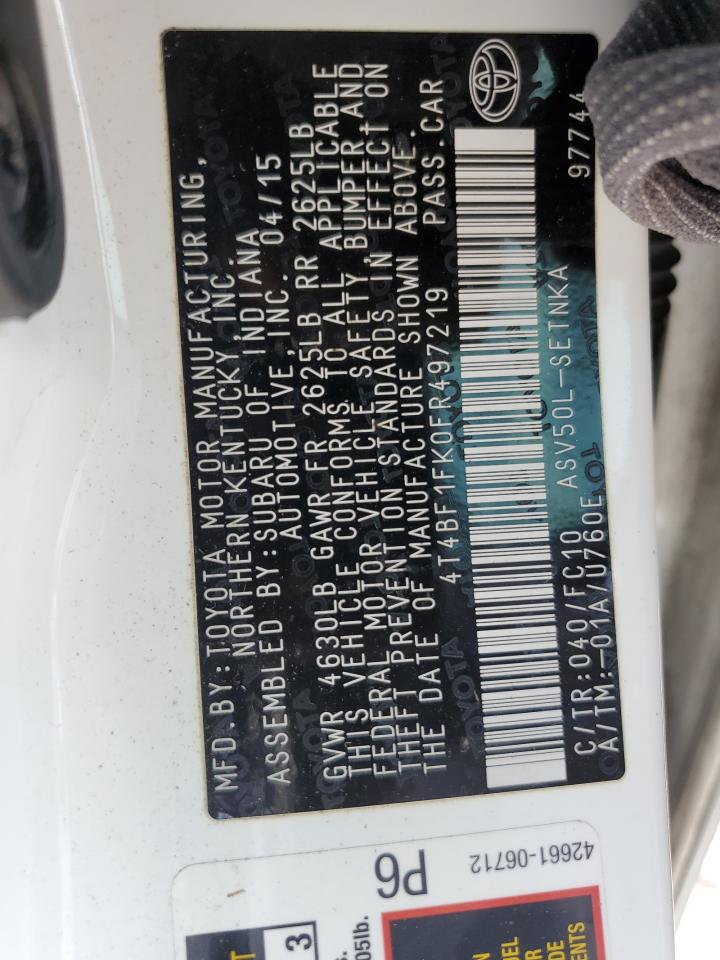 MFD.BY:TOYOTA MOTOR MANUFACTURING,
NORTHERN KENTUCKY,INC.
ASSEMBLED BY:SUBARU OF INDIANA
AUTOMOTIVE,INC. 04/15
GVWR 4630LB GAWR FR 2625LB RR 2625LB
THIS VEHICLE CONFORMS TO ALL APPLICABLE
FEDERAL MOTOR VEHICLE SAFETY,BUMPER,AND
THEFT PREVENTION STANDARDS IN EFFECT ON
THE DATE OF MANUFACTURE SHOWN ABOVE.
4T4BF1FK0FR497219 PASS.CAR
C/TR:040/FC10 ASV50L-SETNKA
A/TM:-01A/U760E
97744
P6
42661-06712
3
05lb.